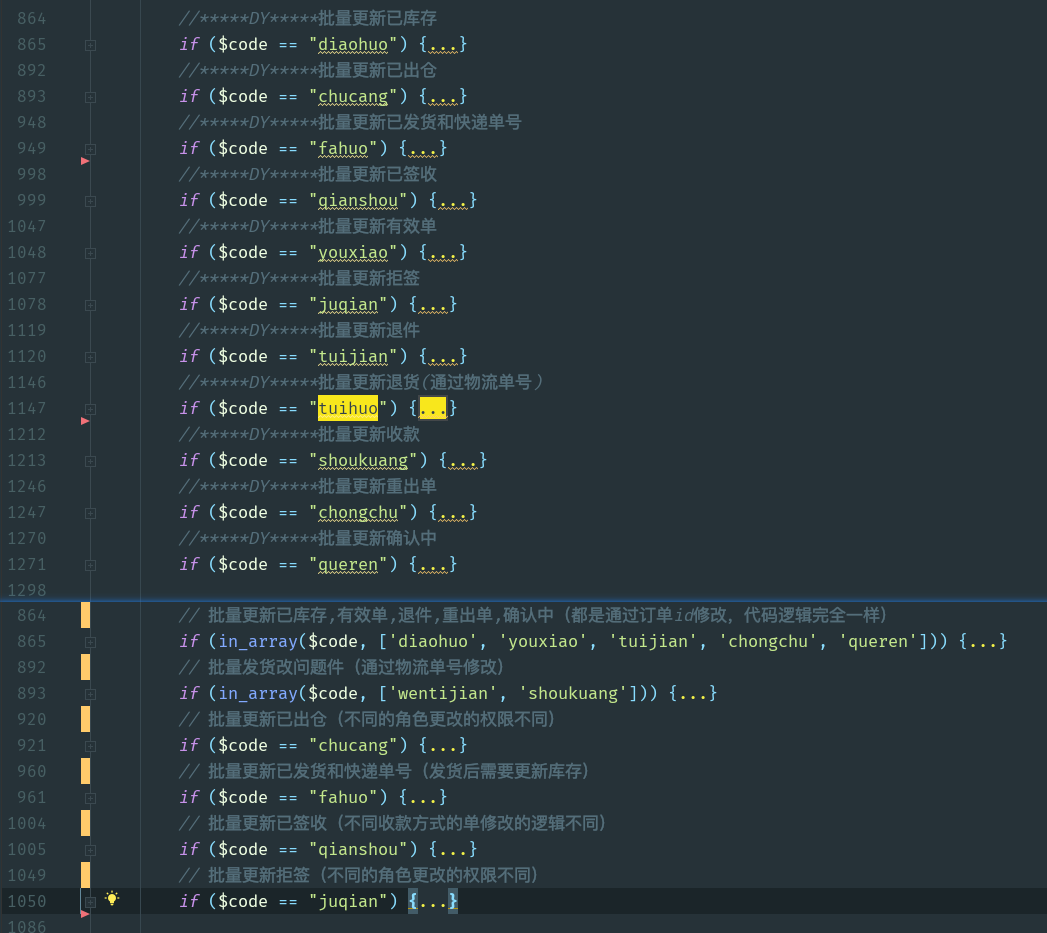 864 //*****DY*****批量更新已库存
865 if ($code == "diaohuo") {...}
892 //*****DY*****批量更新已出仓
893 if ($code == "chucang") {...}
948 //*****DY*****批量更新已发货和快递单号
949 if ($code == "fahuo") {...}
998 //*****DY*****批量更新已签收
999 if ($code == "qianshou") {...}
1047 //*****DY*****批量更新有效单
1048 if ($code == "youxiao") {...}
1077 //*****DY*****批量更新拒签
1078 if ($code == "juqian") {...}
1119 //*****DY*****批量更新退件
1120 if ($code == "tuijian") {...}
1146 //*****DY*****批量更新退货(通过物流单号）
1147 if ($code == "tuihuo") {...}
1212 //*****DY*****批量更新收款
1213 if ($code == "shoukuang") {...}
1246 //*****DY*****批量更新重出单
1247 if ($code == "chongchu") {...}
1270 //*****DY*****批量更新确认中
1271 if ($code == "queren") {...}
1298
864 // 批量更新已库存,有效单,退件,重出单,确认中（都是通过订单id修改，代码逻辑完全一样）
865 if (in_array($code, ['diaohuo', 'youxiao', 'tuijian', 'chongchu', 'queren'])) {...}
892 // 批量发货改问题件（通过物流单号修改）
893 if (in_array($code, ['wentijian', 'shoukuang'])) {...}
920 // 批量更新已出仓（不同的角色更改的权限不同）
921 if ($code == "chucang") {...}
960 // 批量更新已发货和快递单号（发货后需要更新库存）
961 if ($code == "fahuo") {...}
1004 // 批量更新已签收（不同收款方式的单修改的逻辑不同）
1005 if ($code == "qianshou") {...}
1049 // 批量更新拒签（不同的角色更改的权限不同）
1050 if ($code == "juqian") {...}
1086